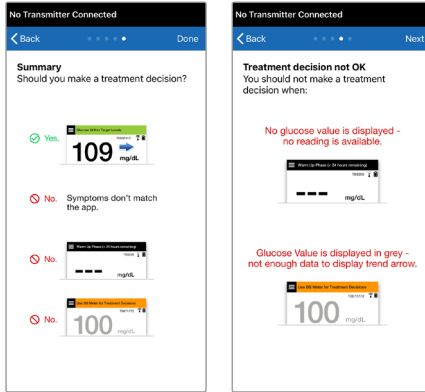 No Transmitter Connected
Back
Done
Summary
Should you make a treatment decision?
Yes.
Glucose Within Target Levels
109
mg/dL
No. Symptoms don't match
the app.
No.
Warm Up Phase (≤ 24 hours remaining)
mg/dL
No.
Use BG Meter for Treatment Decisions
100
mg/dL
No Transmitter Connected
Back
Next
Treatment decision not OK
You should not make a treatment
decision when:
No glucose value is displayed -
no reading is available.
Warm Up Phase (≤ 24 hours remaining)
mg/dL
Glucose Value is displayed in grey -
not enough data to display trend arrow.
Use BG Meter for Treatment Decisions
100
mg/dL